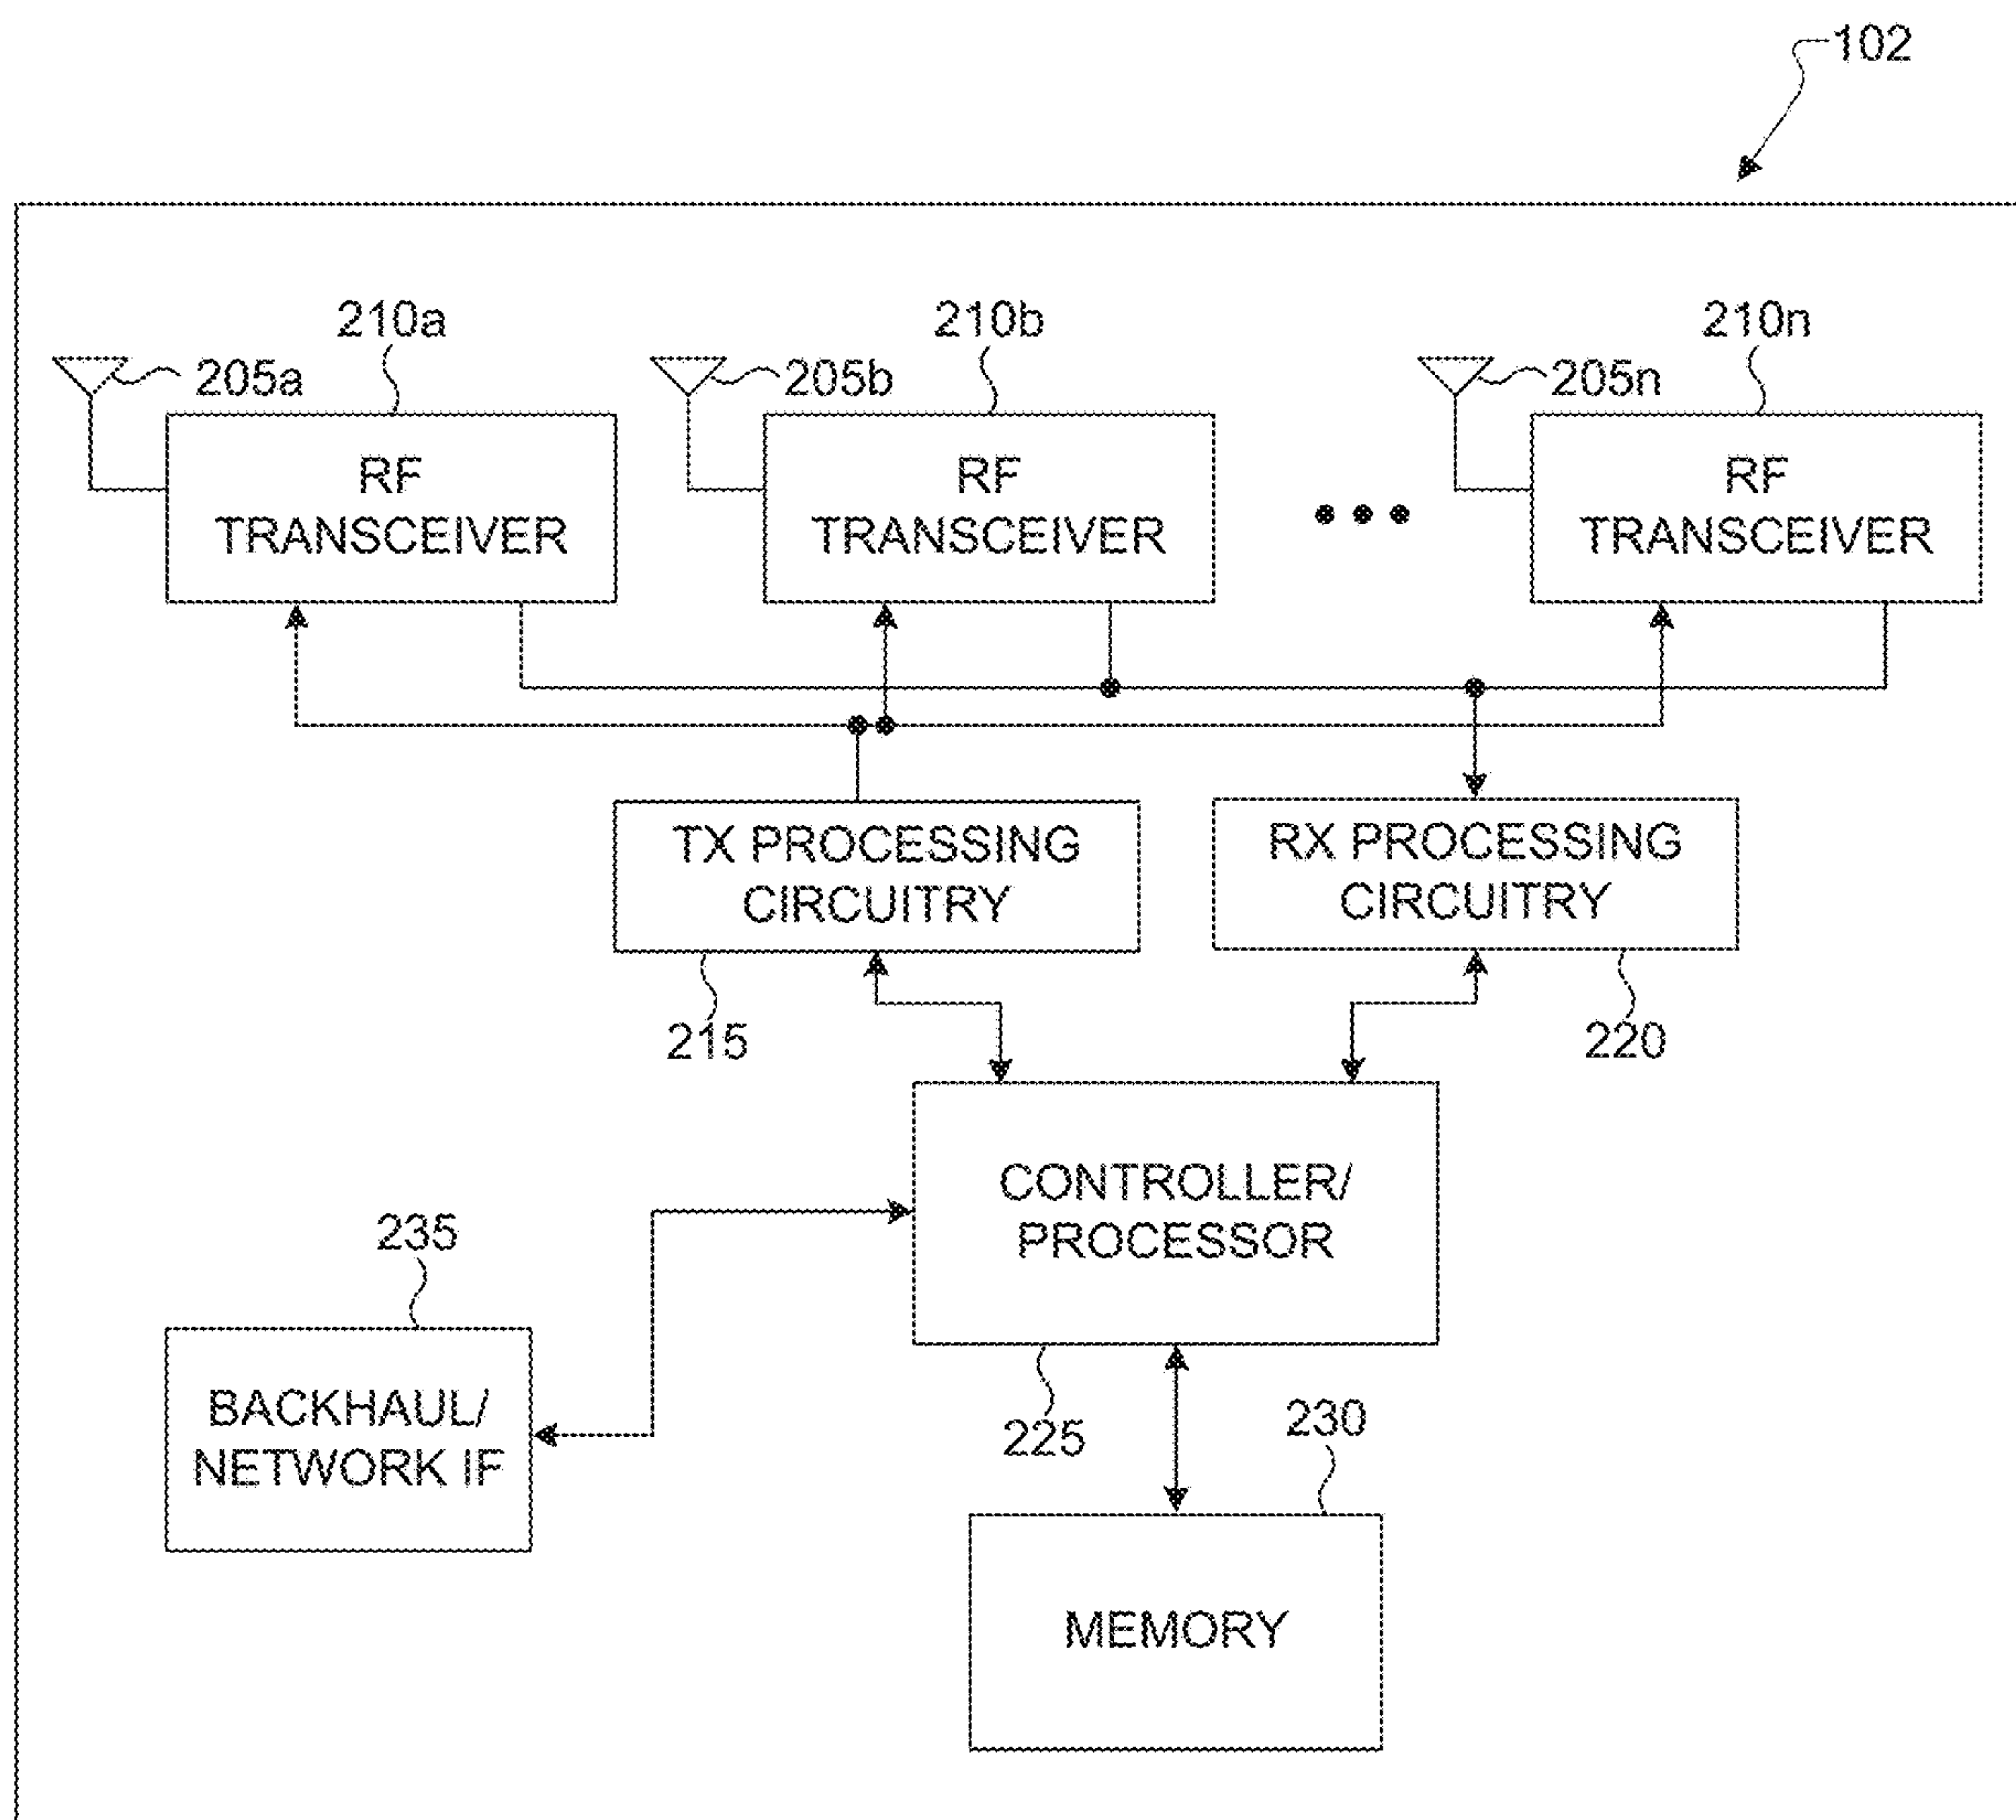 102
210a
210b
210n
205a
205b
205n
RF
TRANSCEIVER
RF
TRANSCEIVER
RF
TRANSCEIVER
TX PROCESSING
CIRCUITRY
RX PROCESSING
CIRCUITRY
215
220
CONTROLLER/
PROCESSOR
235
BACKHAUL/
NETWORK IF
225
230
MEMORY